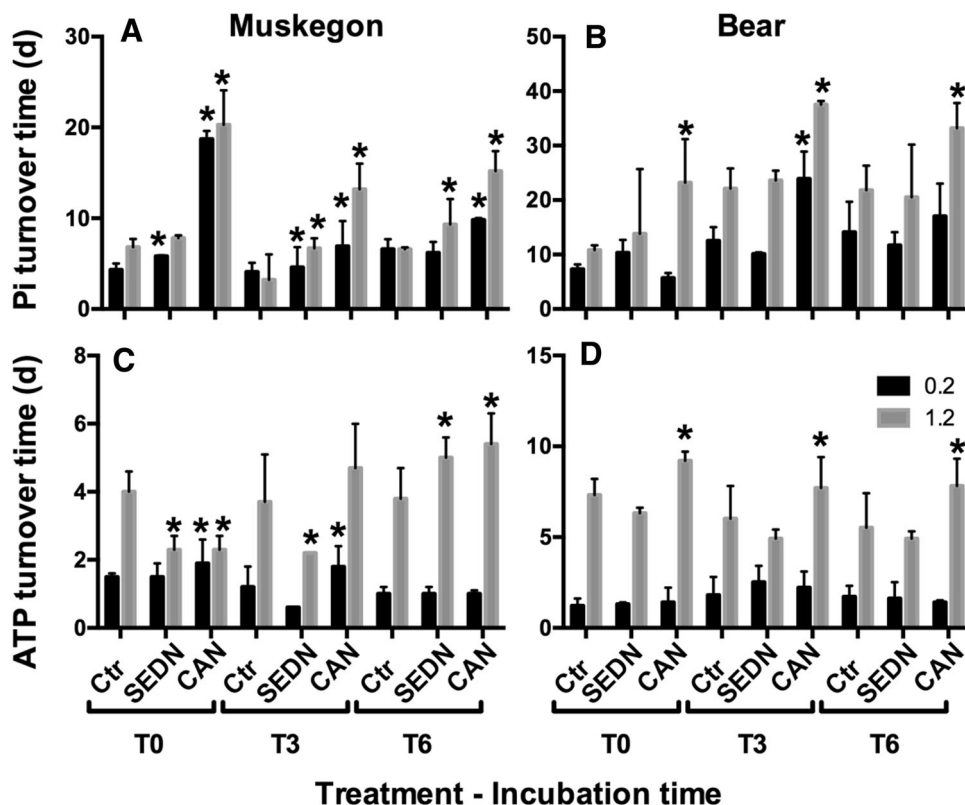 Muskegon
Bear
A
B
Pi turnover time (d)
30
20
10
0
50
40
30
20
10
0
* * * * * * * * * *
* * * *
C
D
ATP turnover time (d)
8
6
4
2
0
15
10
5
0
0.2
1.2
* * * * * * *
* * *
Ctr SEDN CAN Ctr SEDN CAN Ctr SEDN CAN
Ctr SEDN CAN Ctr SEDN CAN Ctr SEDN CAN
T0 T3 T6
T0 T3 T6
Treatment - Incubation time